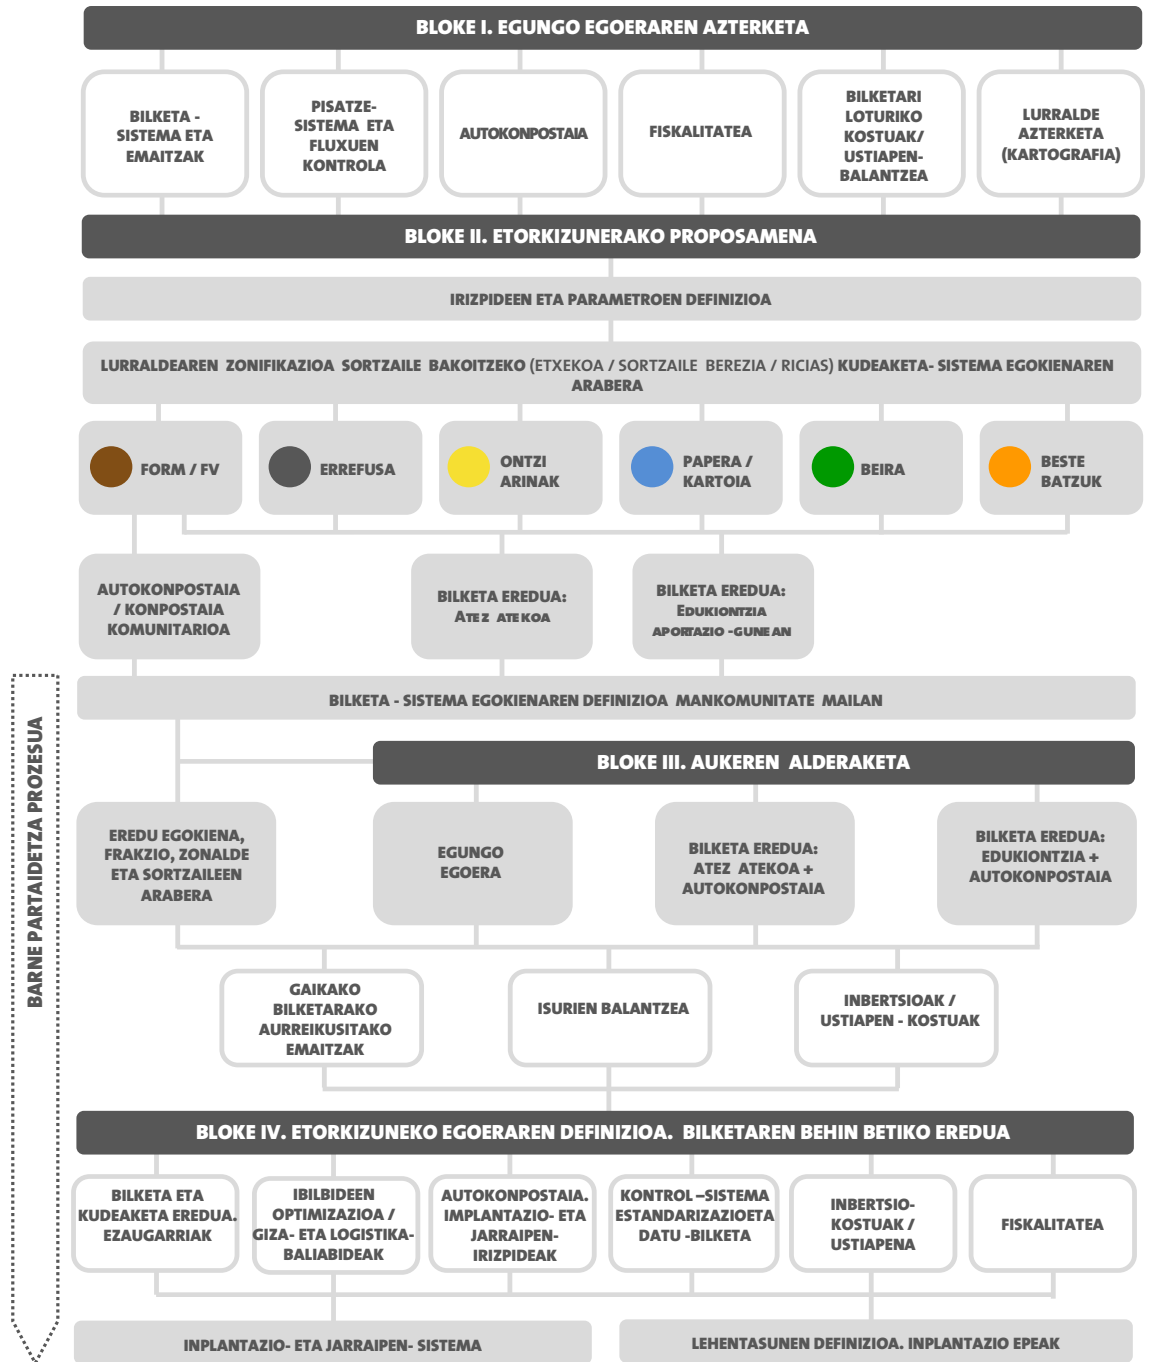 BLOKE I. EGUNGO EGOERAREN AZTERKETA
BILKETA -
SISTEMA ETA
EMAITZAK
PISATZE-
SISTEMA ETA
FLUXUEN
KONTROLA
AUTOKONPOSTAIA
FISKALITATEA
BILKETARI
LOTURIKO
KOSTUAK/
USTIAPEN-
BALANTZEA
LURRALDE
AZTERKETA
(KARTOGRAFIA)
BLOKE II. ETORKIZUNERAKO PROPOSAMENA
IRIZPIDEEN ETA PARAMETROEN DEFINIZIOA
LURRALDEAREN ZONIFIKAZIOA SORTZAILE BAKOITZEKO (ETXEKOA / SORTZAILE BEREZIA / RICIAS) KUDEAKETA- SISTEMA EGOKIENAREN
ARABERA
FORM / FV
ERREFUSA
ONTZI
ARINAK
PAPERA /
KARTOIA
BEIRA
BESTE
BATZUK
AUTOKONPOSTAIA
/ KONPOSTAIA
KOMUNITARIOA
BILKETA EREDUA:
ATEZ ATEKOA
BILKETA EREDUA:
EDUKIONTZIA
APORTAZIO -GUNEAN
BILKETA - SISTEMA EGOKIENAREN DEFINIZIOA MANKOMUNITATE MAILAN
BARNE PARTAIDETZA PROZESUA
BLOKE III. AUKEREN ALDERAKETA
EREDU EGOKIENA,
FRAKZIO, ZONALDE
ETA SORTZAILEEN
ARABERA
EGUNGO
EGOERA
BILKETA EREDUA:
ATEZ ATEKOA +
AUTOKONPOSTAIA
BILKETA EREDUA:
EDUKIONTZIA +
AUTOKONPOSTAIA
GAIKAKO
BILKETARAKO
AURREIKUSITAKO
EMAITZAK
ISURIEN BALANTZEA
INBERTSIOAK /
USTIAPEN - KOSTUAK
BLOKE IV. ETORKIZUNEKO EGOERAREN DEFINIZIOA. BILKETAREN BEHIN BETIKO EREDUA
BILKETA ETA
KUDEAKETA EREDUA.
EZAUGARRIAK
IBILBIDEEN
OPTIMIZAZIOA /
GIZA- ETA LOGISTIKA-
BALIABIDEAK
AUTOKONPOSTAIA.
IMPLANTAZIO- ETA
JARRAIPEN-
IRIZPIDEAK
KONTROL –SISTEMA
ESTANDARIZAZIOETA
DATU -BILKETA
INBERTSIO-
KOSTUAK /
USTIAPENA
FISKALITATEA
INPLANTAZIO- ETA JARRAIPEN- SISTEMA
LEHENTASUNEN DEFINIZIOA. INPLANTAZIO EPEAK